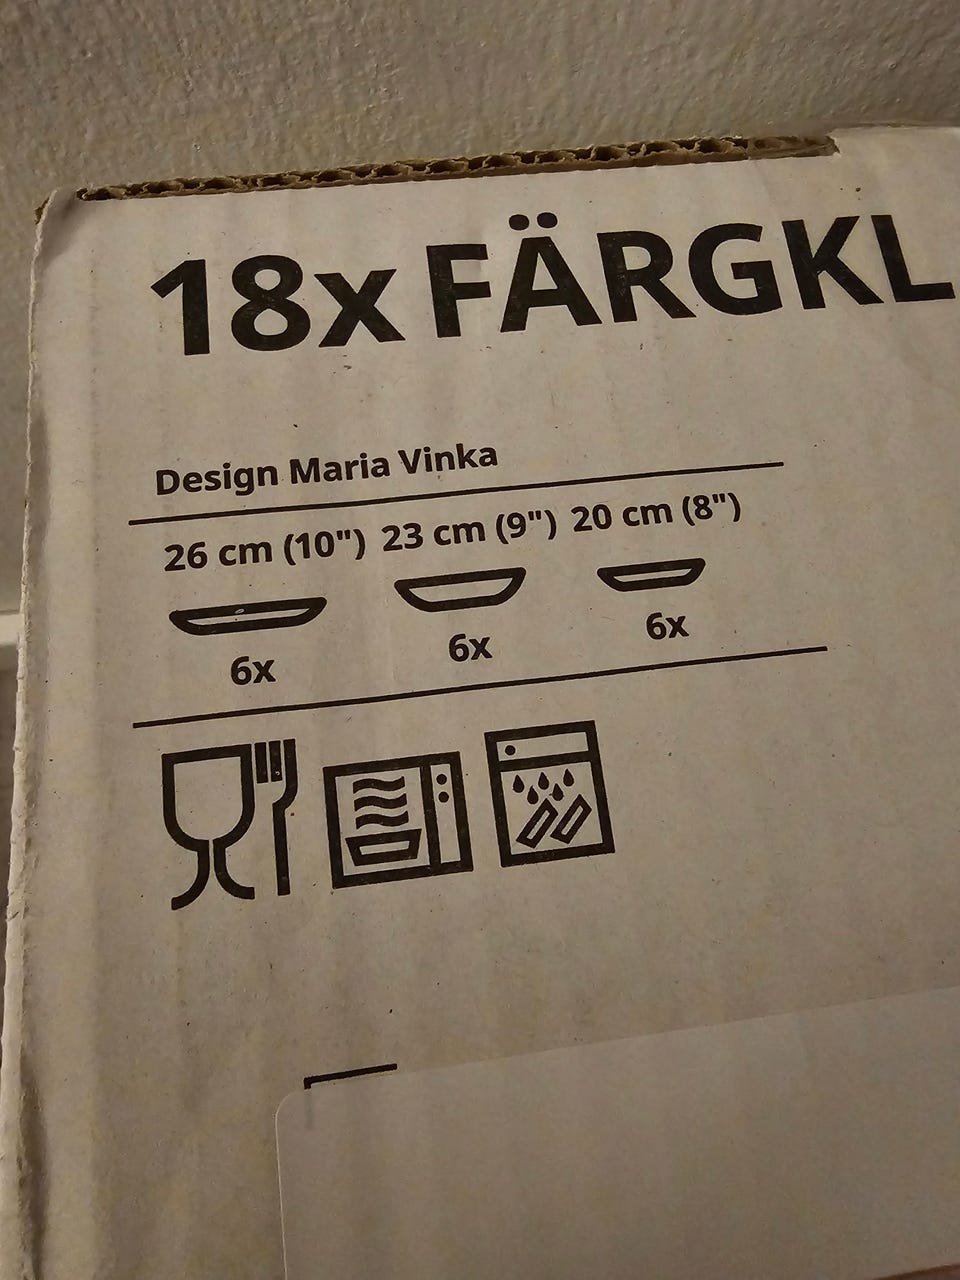 18x FÄRGKL
Design Maria Vinka
26 cm (10") 23 cm (9") 20 cm (8")
6x 6x 6x